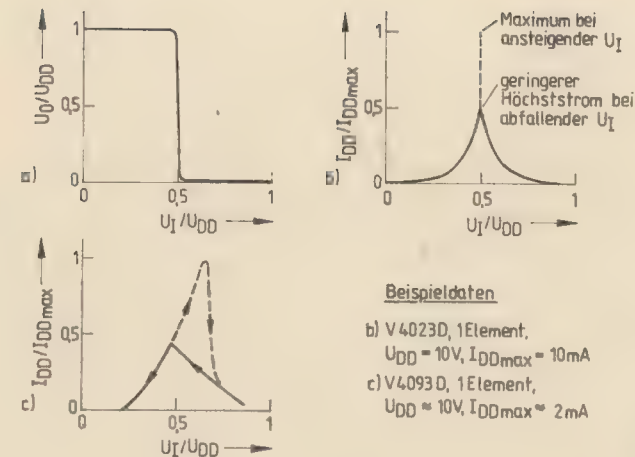 a)
U_O/U_DD
1
0,5
0
0
0,5
1
U_I/U_DD
b)
I_DD/I_DDmax
1
0,5
0
0
0,5
1
U_I/U_DD
Maximum bei
ansteigender U_I
geringerer
Höchststrom bei
abfallender U_I
c)
I_DD/I_DDmax
1
0,5
0
0
0,5
1
U_I/U_DD
Beispieldaten
b) V4023D, 1 Element,
U_DD = 10V, I_DDmax = 10mA
c) V4093D, 1 Element,
U_DD ≈ 10V, I_DDmax ≈ 2mA